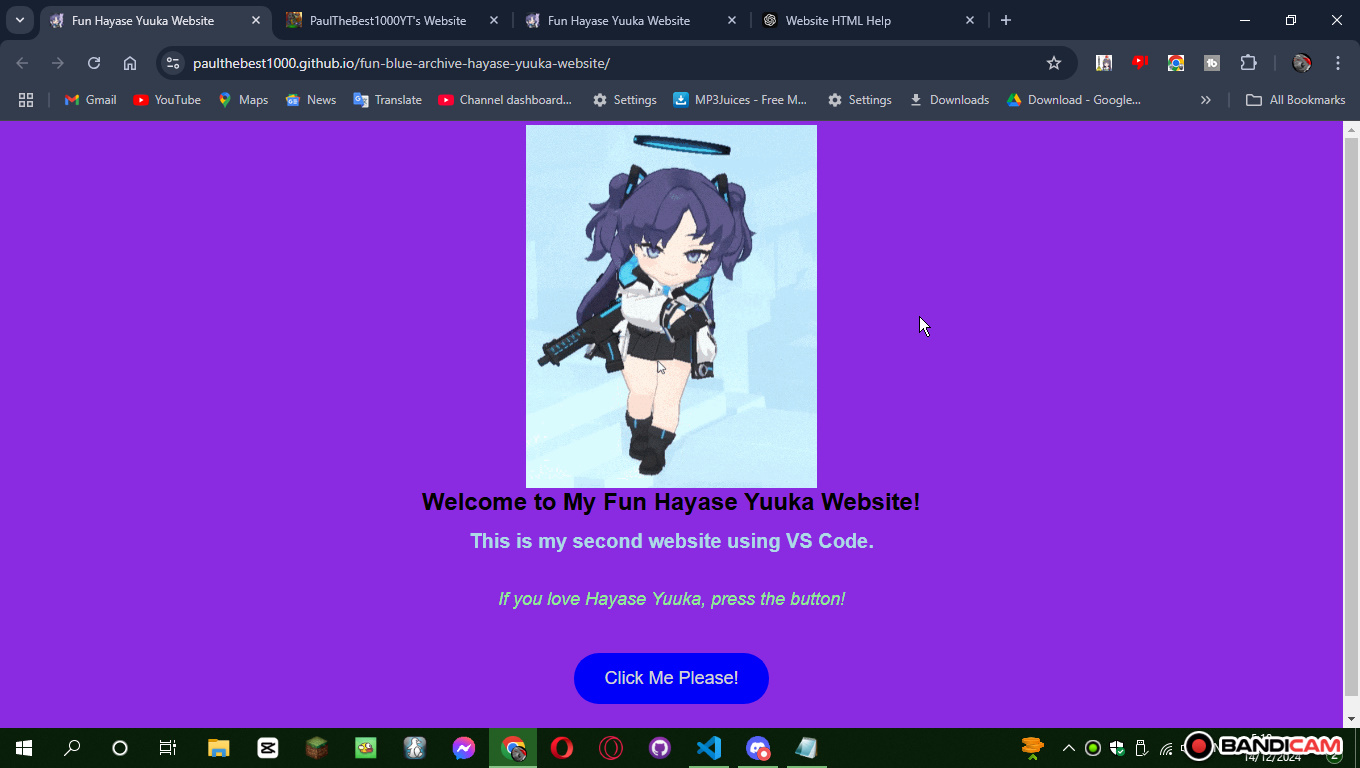 Fun Hayase Yuuka Website
PaulTheBest1000YT's Website
Fun Hayase Yuuka Website
Website HTML Help
paulthebest1000.github.io/fun-blue-archive-hayase-yuuka-website/
Gmail
YouTube
Maps
News
Translate
Channel dashboard...
Settings
MP3Juices - Free M...
Settings
Downloads
Download - Google...
All Bookmarks
Welcome to My Fun Hayase Yuuka Website!
This is my second website using VS Code.
If you love Hayase Yuuka, press the button!
Click Me Please!
BANDICAM
14/12/2024
2